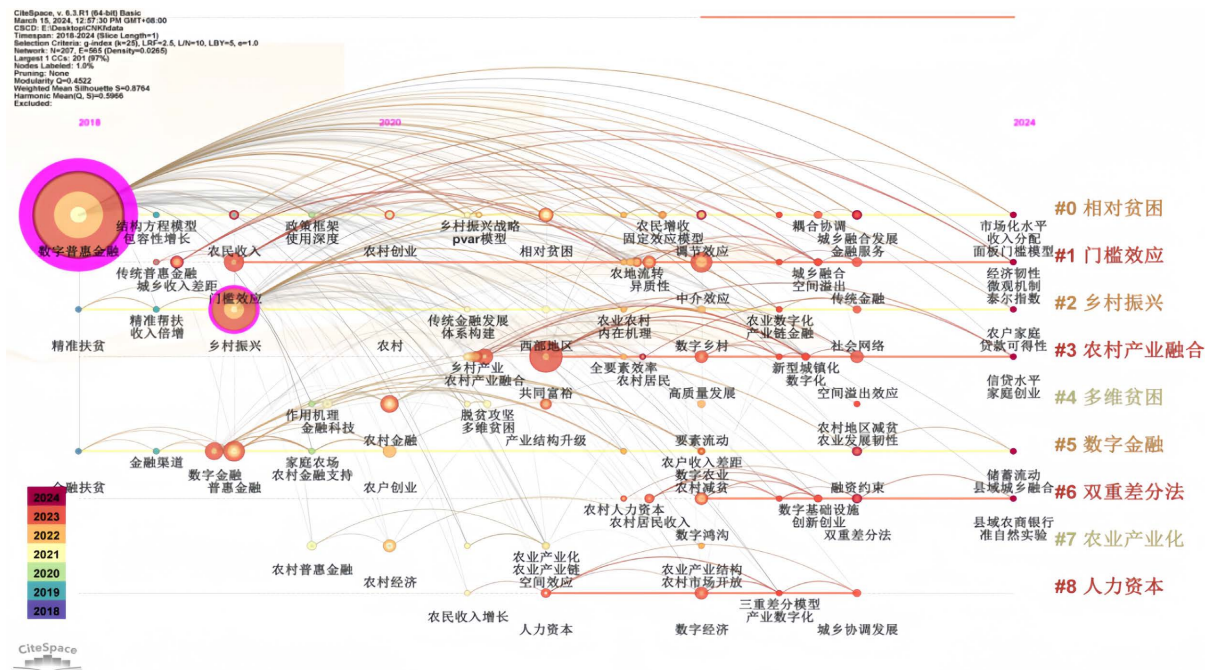 CiteSpace, v. 6.3.R1 (64-bit) Basic
March 15, 2024, 12:57:30 PM GMT+08:00
CSCD: E:\Desktop\CNKI\data
Timespan: 2018-2024 (Slice Length=1)
Selection Criteria: g-index (k=25), LRF=2.5, L/N=10, LBY=5, e=1.0
Network: N=207, E=565 (Density=0.0265)
Largest 1 CCs: 201 (97%)
Nodes Labeled: 1.0%
Pruning: None
Modularity Q=0.4522
Weighted Mean Silhouette S=0.8764
Harmonic Mean(Q, S)=0.5966
Excluded:
2018 2020 2024
#0 相对贫困
结构方程模型 政策框架 乡村振兴战略 农民增收 耦合协调 市场化水平
包容性增长 使用深度 pvar模型 固定效应模型 城乡融合发展 收入分配
数字普惠金融 农民收入 农村创业 相对贫困 调节效应 金融服务 面板门槛模型
#1 门槛效应
传统普惠金融 农地流转 城乡融合 经济韧性
城乡收入差距 异质性 空间溢出 微观机制
门槛效应 中介效应 传统金融 泰尔指数
#2 乡村振兴
精准帮扶 传统金融发展 农业农村 农业数字化 农户家庭
收入倍增 体系构建 内在机理 产业链金融
精准扶贫 乡村振兴 农村 西部地区 数字乡村 社会网络 贷款可得性
#3 农村产业融合
乡村产业 全要素效率 新型城镇化 信贷水平
农村产业融合 农村居民 数字化
共同富裕 高质量发展 空间溢出效应 家庭创业
#4 多维贫困
作用机理 脱贫攻坚 农村地区减贫
金融科技 多维贫困
农村金融 产业结构升级 要素流动 农业发展韧性
#5 数字金融
金融渠道 家庭农场 农户收入差距 储蓄流动
数字金融 农村金融支持 数字农业
金融扶贫 普惠金融 农户创业 农村减贫 融资约束 县域城乡融合
#6 双重差分法
农村人力资本 数字基础设施 县域农商银行
农村居民收入 创新创业
数字鸿沟 双重差分法 准自然实验
#7 农业产业化
农业产业化 农业产业结构
农村普惠金融 农业产业链 农村市场开放
农村经济 空间效应
#8 人力资本
农民收入增长 三重差分模型
产业数字化
人力资本 数字经济 城乡协调发展
2024
2023
2022
2021
2020
2019
2018
CiteSpace